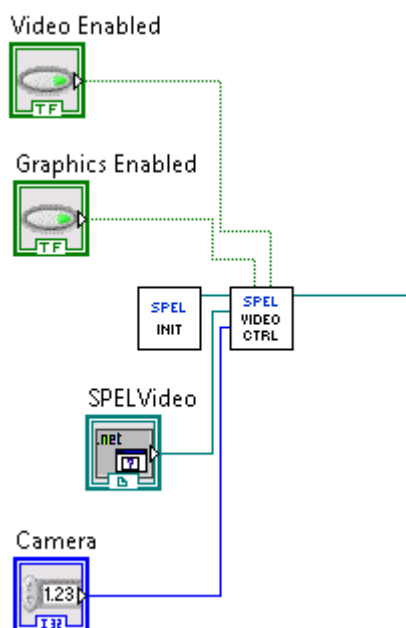 Video Enabled
TF
Graphics Enabled
TF
SPEL
INIT
SPEL
VIDEO
CTRL
SPELVideo
.net
?
Camera
1.23
I32